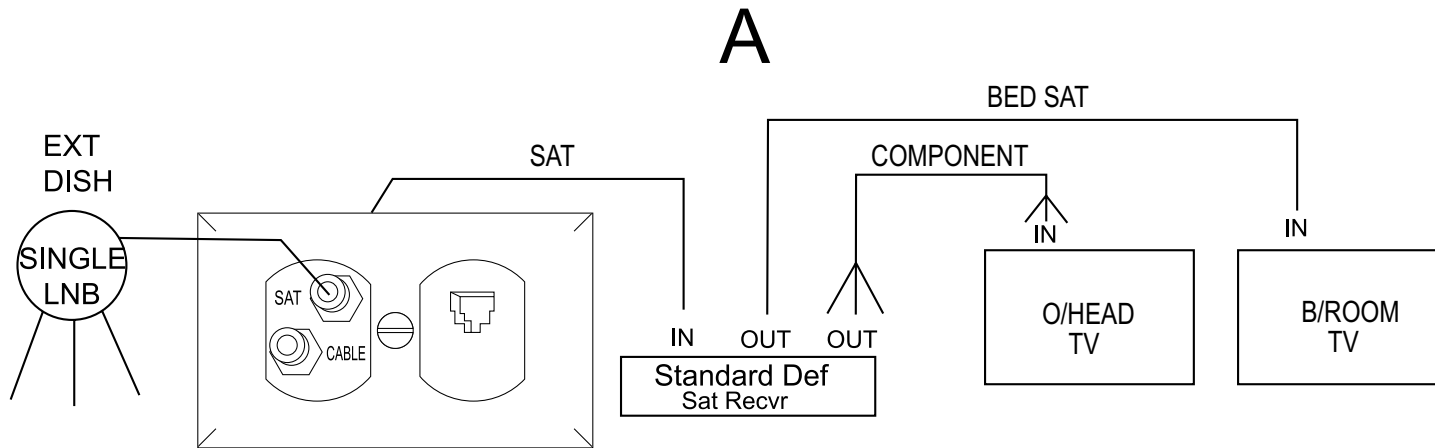 A
BED SAT
EXT
DISH
SAT
COMPONENT
SINGLE
LNB
SAT
CABLE
IN
OUT
OUT
Standard Def
Sat Recvr
IN
O/HEAD
TV
IN
B/ROOM
TV